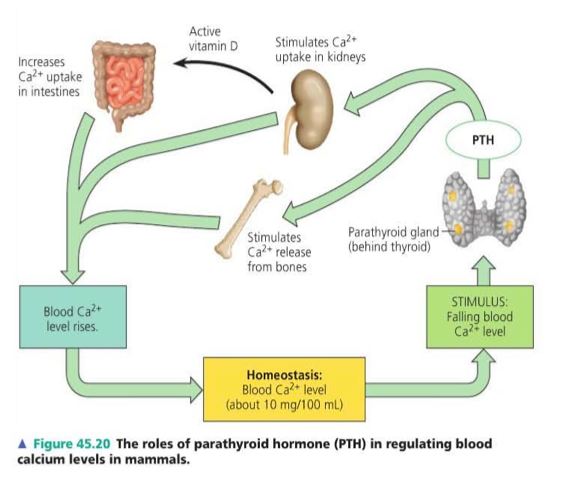 Active
vitamin D
Stimulates Ca²⁺
uptake in kidneys
Increases
Ca²⁺ uptake
in intestines
PTH
Stimulates
Ca²⁺ release
from bones
Parathyroid gland
(behind thyroid)
Blood Ca²⁺
level rises.
STIMULUS:
Falling blood
Ca²⁺ level
Homeostasis:
Blood Ca²⁺ level
(about 10 mg/100 mL)
▲ Figure 45.20 The roles of parathyroid hormone (PTH) in regulating blood
calcium levels in mammals.